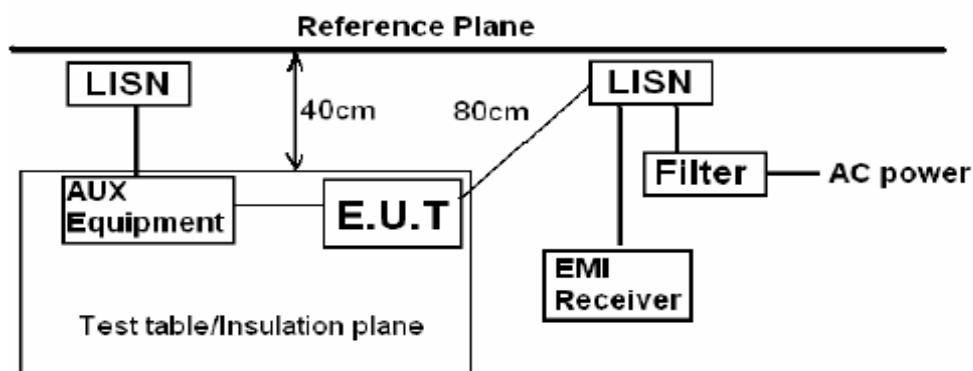 Reference Plane
LISN
40cm
80cm
LISN
AUX
Equipment
E.U.T
Filter
AC power
EMI
Receiver
Test table/Insulation plane